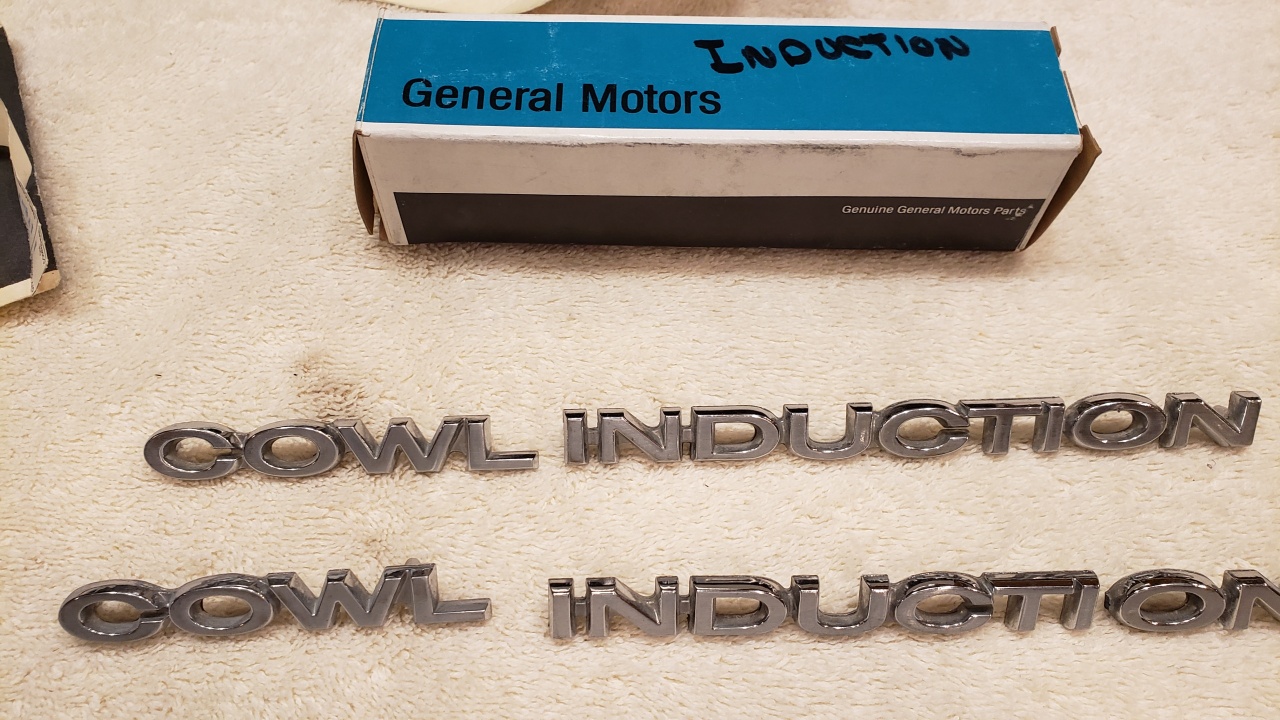 INDUCTION
General Motors
Genuine General Motors Parts
COWL INDUCTION
COWL INDUCTION